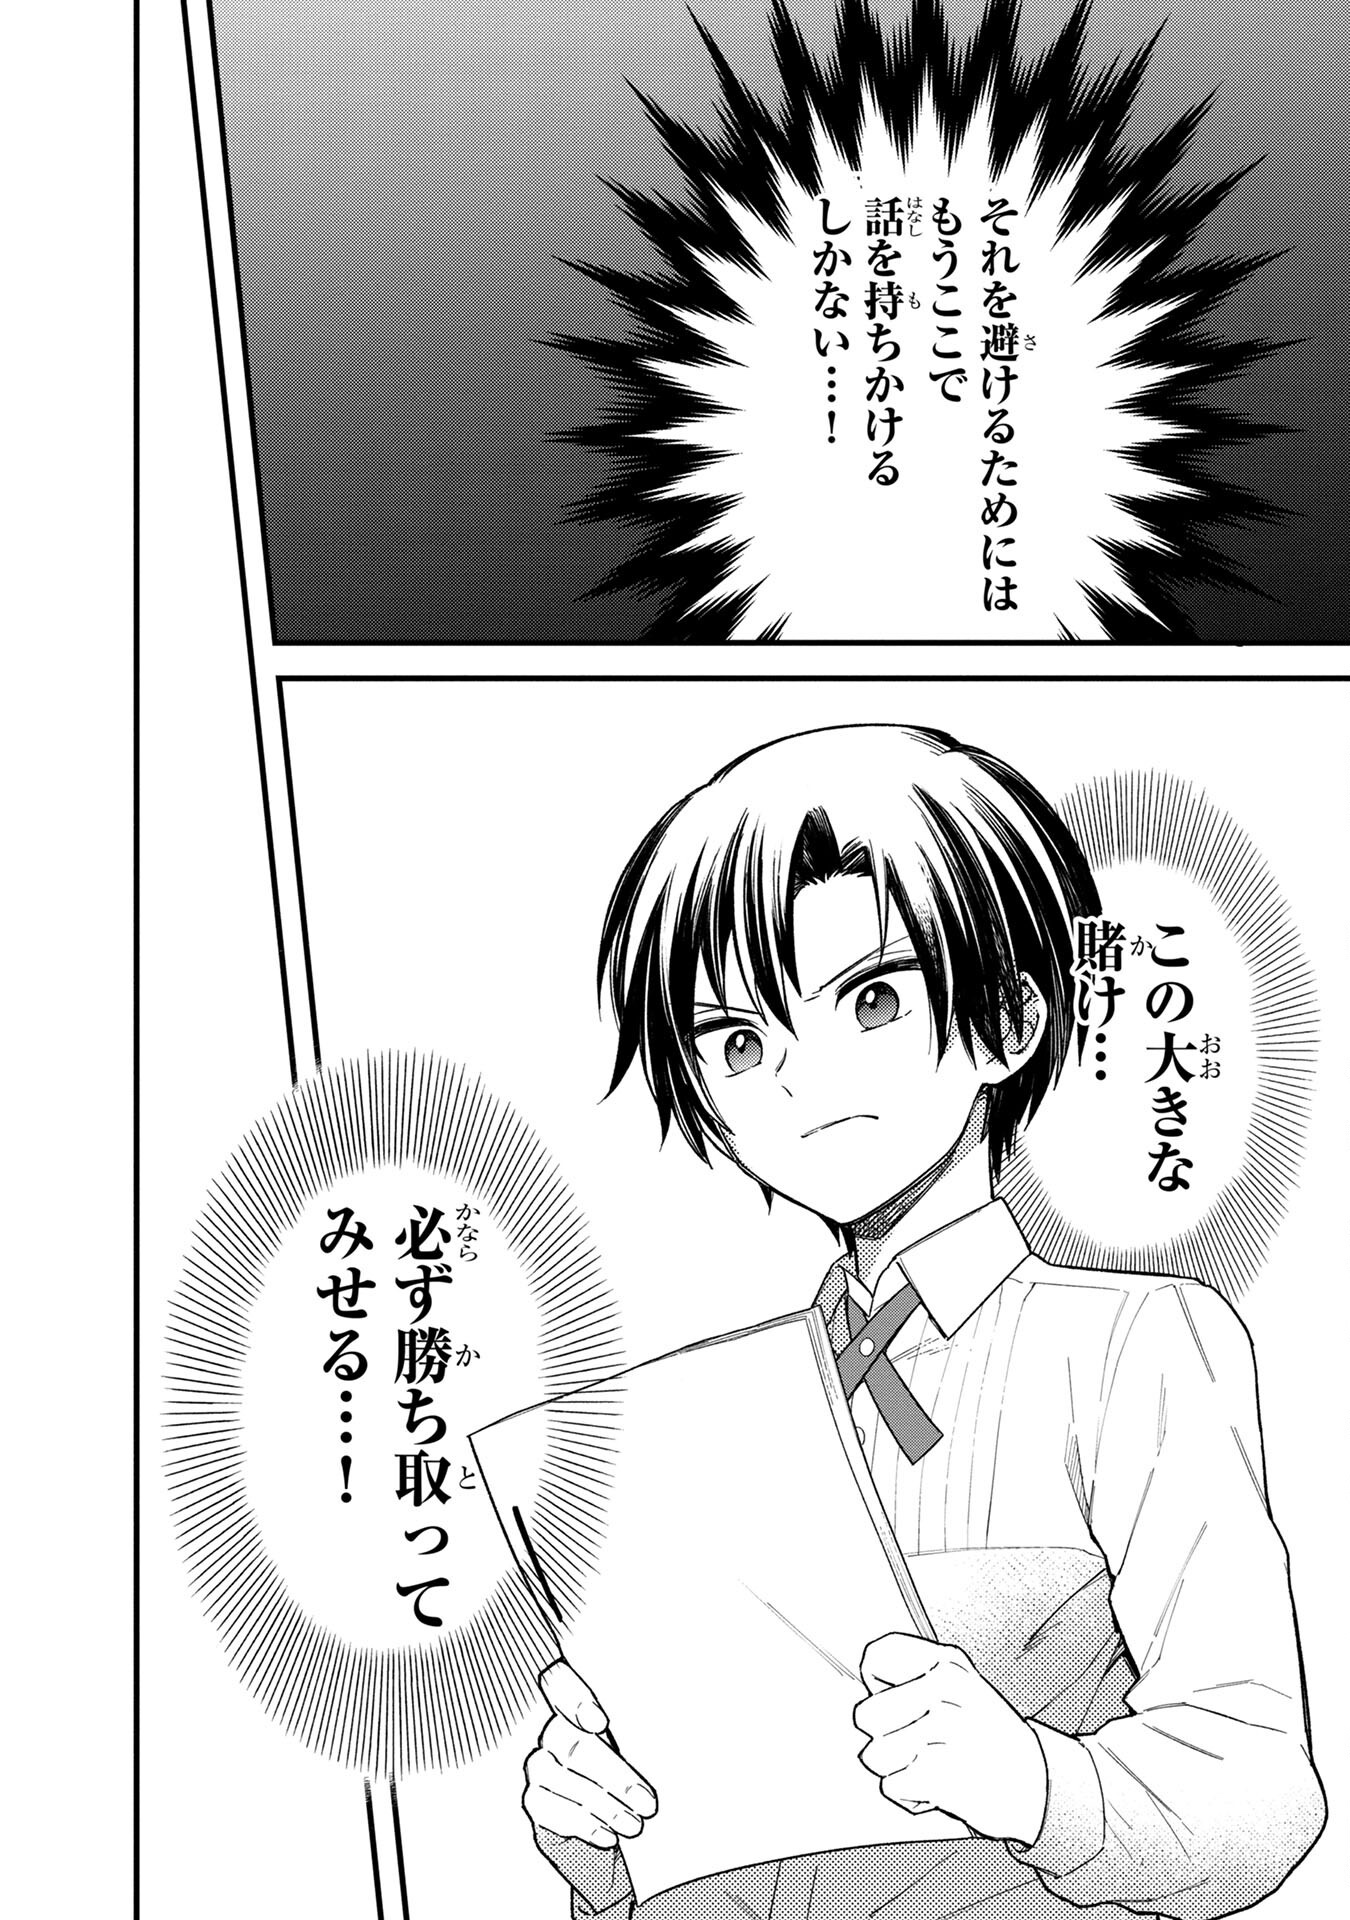 それを避けるためには
もうここで
話を持ちかける
しかない…！
この大きな
賭け…
必ず勝ち取って
みせる…！